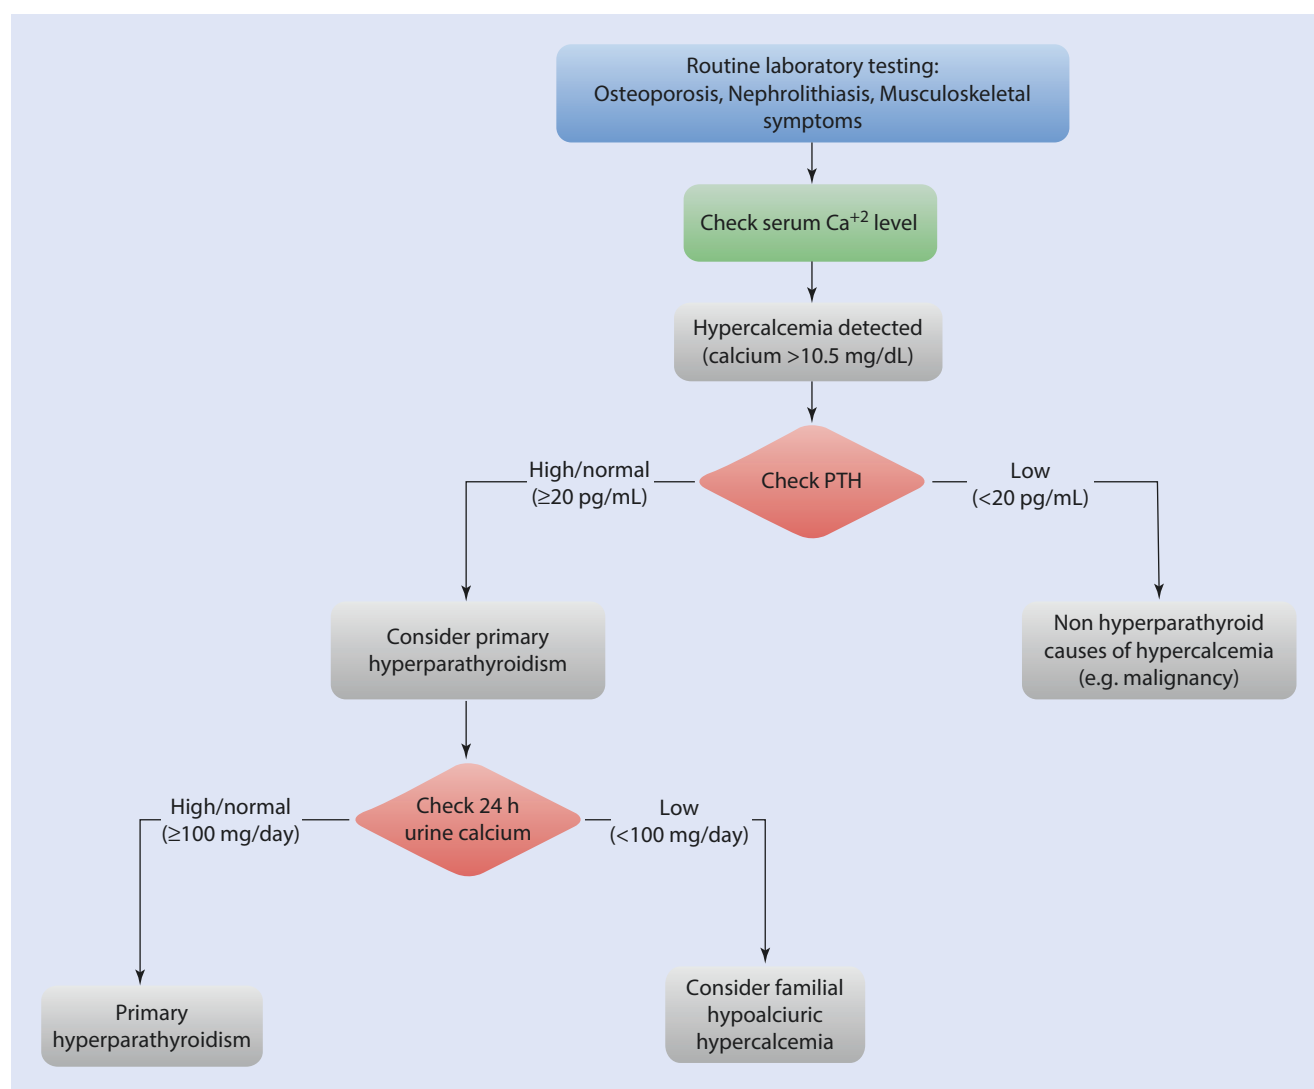 Routine laboratory testing:
Osteoporosis, Nephrolithiasis, Musculoskeletal
symptoms
Check serum Ca⁺² level
Hypercalcemia detected
(calcium >10.5 mg/dL)
Check PTH
High/normal
(≥20 pg/mL)
Low
(<20 pg/mL)
Consider primary
hyperparathyroidism
Non hyperparathyroid
causes of hypercalcemia
(e.g. malignancy)
Check 24 h
urine calcium
High/normal
(≥100 mg/day)
Low
(<100 mg/day)
Primary
hyperparathyroidism
Consider familial
hypoalciuric
hypercalcemia